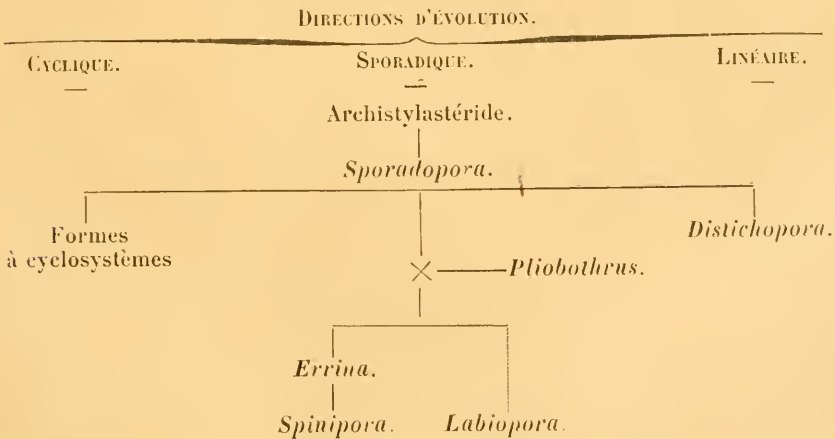 DIRECTIONS D'ÉVOLUTION.
CYCLIQUE. SPORADIQUE. LINÉAIRE.
Archistylastéride.
Sporadopora.
Formes
à cyclosystèmes
Distichopora.
Pliobothrus.
Errina.
Spinipora. Labiopora.